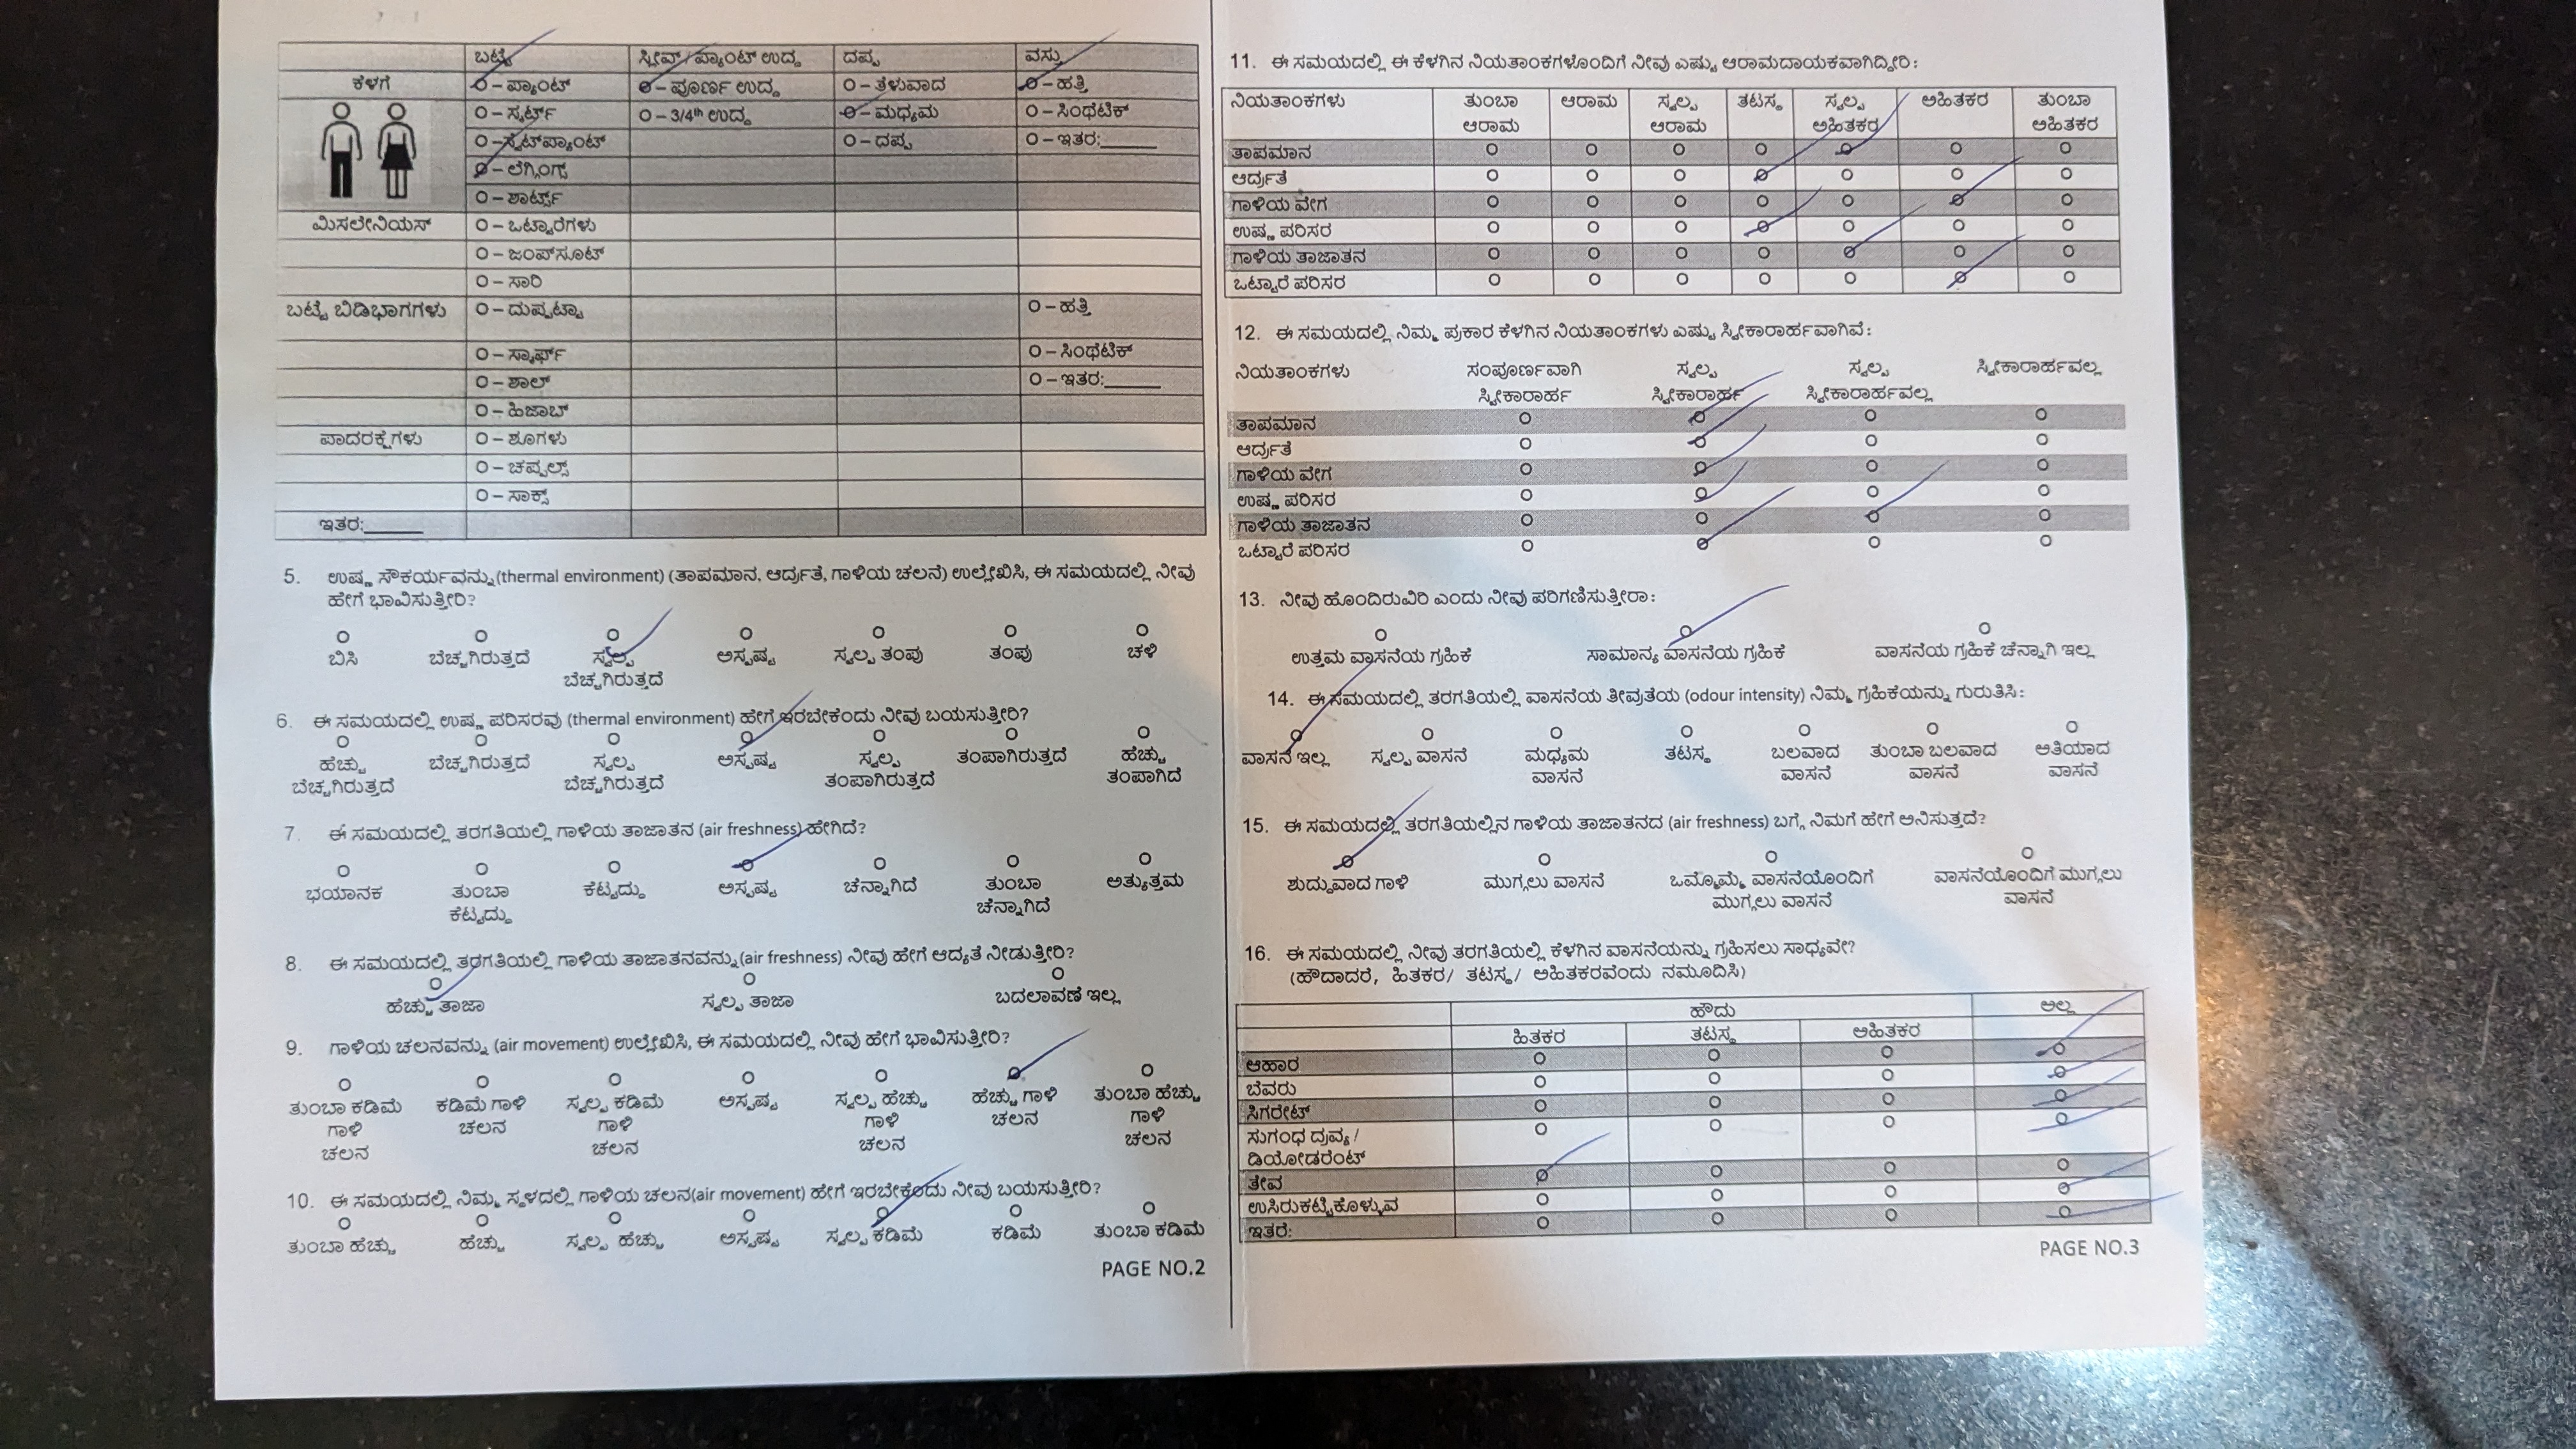 ಬಟ್ಟೆ ಸ್ಲೀವ್ / ಪ್ಯಾಂಟ್ ಉದ್ದ ದಪ್ಪ ವಸ್ತು
ಕೆಳಗೆ O – ಪ್ಯಾಂಟ್ O – ಪೂರ್ಣ ಉದ್ದ O – ತೆಳುವಾದ O – ಹತ್ತಿ
O – ಸ್ಕರ್ಟ್ O – 3/4th ಉದ್ದ O – ಮಧ್ಯಮ O – ಸಿಂಥೆಟಿಕ್
O – ಸ್ವೆಟ್‌ಪ್ಯಾಂಟ್ O – ದಪ್ಪ O – ಇತರ:______
O – ಲೆಗ್ಗಿಂಗ್ಸ್
O – ಶಾರ್ಟ್ಸ್
ಮಿಸಲೇನಿಯಸ್ O – ಒಟ್ಟಾರೆಗಳು
O – ಜಂಪ್‌ಸೂಟ್
O – ಸಾರಿ
ಬಟ್ಟೆ ಬಿಡಿಭಾಗಗಳು O – ದುಪ್ಪಟ್ಟಾ O – ಹತ್ತಿ
O – ಸ್ಕಾರ್ಫ್ O – ಸಿಂಥೆಟಿಕ್
O – ಶಾಲ್ O – ಇತರ:______
O – ಹಿಜಾಬ್
ಪಾದರಕ್ಷೆಗಳು O – ಶೂಗಳು
O – ಚಪ್ಪಲ್ಸ್
O – ಸಾಕ್ಸ್
ಇತರ:______
5. ಉಷ್ಣ ಸೌಕರ್ಯವನ್ನು(thermal environment) (ತಾಪಮಾನ, ಆರ್ದ್ರತೆ, ಗಾಳಿಯ ಚಲನೆ) ಉಲ್ಲೇಖಿಸಿ, ಈ ಸಮಯದಲ್ಲಿ ನೀವು
ಹೇಗೆ ಭಾವಿಸುತ್ತೀರಿ?
ಬಿಸಿ ಬೆಚ್ಚಗಿರುತ್ತದೆ ಸ್ವಲ್ಪ ಅಸ್ಪಷ್ಟ ಸ್ವಲ್ಪ ತಂಪು ತಂಪು ಚಳಿ
ಬೆಚ್ಚಗಿರುತ್ತದೆ
6. ಈ ಸಮಯದಲ್ಲಿ ಉಷ್ಣ ಪರಿಸರವು (thermal environment) ಹೇಗೆ ಇರಬೇಕೆಂದು ನೀವು ಬಯಸುತ್ತೀರಿ?
ಹೆಚ್ಚು ಬೆಚ್ಚಗಿರುತ್ತದೆ ಸ್ವಲ್ಪ ಅಸ್ಪಷ್ಟ ಸ್ವಲ್ಪ ತಂಪಾಗಿರುತ್ತದೆ ಹೆಚ್ಚು
ಬೆಚ್ಚಗಿರುತ್ತದೆ ಬೆಚ್ಚಗಿರುತ್ತದೆ ತಂಪಾಗಿರುತ್ತದೆ ತಂಪಾಗಿದೆ
7. ಈ ಸಮಯದಲ್ಲಿ ತರಗತಿಯಲ್ಲಿ ಗಾಳಿಯ ತಾಜಾತನ (air freshness) ಹೇಗಿದೆ?
ಭಯಾನಕ ತುಂಬಾ ಕೆಟ್ಟದ್ದು ಅಸ್ಪಷ್ಟ ಚೆನ್ನಾಗಿದೆ ತುಂಬಾ ಅತ್ಯುತ್ತಮ
ಕೆಟ್ಟದ್ದು ಚೆನ್ನಾಗಿದೆ
8. ಈ ಸಮಯದಲ್ಲಿ ತರಗತಿಯಲ್ಲಿ ಗಾಳಿಯ ತಾಜಾತನವನ್ನು(air freshness) ನೀವು ಹೇಗೆ ಆದ್ಯತೆ ನೀಡುತ್ತೀರಿ?
ಹೆಚ್ಚು ತಾಜಾ ಸ್ವಲ್ಪ ತಾಜಾ ಬದಲಾವಣೆ ಇಲ್ಲ
9. ಗಾಳಿಯ ಚಲನವನ್ನು (air movement) ಉಲ್ಲೇಖಿಸಿ, ಈ ಸಮಯದಲ್ಲಿ ನೀವು ಹೇಗೆ ಭಾವಿಸುತ್ತೀರಿ?
ತುಂಬಾ ಕಡಿಮೆ ಕಡಿಮೆ ಗಾಳಿ ಸ್ವಲ್ಪ ಕಡಿಮೆ ಅಸ್ಪಷ್ಟ ಸ್ವಲ್ಪ ಹೆಚ್ಚು ಹೆಚ್ಚು ಗಾಳಿ ತುಂಬಾ ಹೆಚ್ಚು
ಗಾಳಿ ಚಲನ ಗಾಳಿ ಗಾಳಿ ಚಲನ ಗಾಳಿ
ಚಲನ ಚಲನ ಚಲನ ಚಲನ
10. ಈ ಸಮಯದಲ್ಲಿ ನಿಮ್ಮ ಸ್ಥಳದಲ್ಲಿ ಗಾಳಿಯ ಚಲನ(air movement) ಹೇಗೆ ಇರಬೇಕೆಂದು ನೀವು ಬಯಸುತ್ತೀರಿ?
ತುಂಬಾ ಹೆಚ್ಚು ಹೆಚ್ಚು ಸ್ವಲ್ಪ ಹೆಚ್ಚು ಅಸ್ಪಷ್ಟ ಸ್ವಲ್ಪ ಕಡಿಮೆ ಕಡಿಮೆ ತುಂಬಾ ಕಡಿಮೆ
PAGE NO.2
11. ಈ ಸಮಯದಲ್ಲಿ ಈ ಕೆಳಗಿನ ನಿಯತಾಂಕಗಳೊಂದಿಗೆ ನೀವು ಎಷ್ಟು ಆರಾಮದಾಯಕವಾಗಿದ್ದೀರಿ:
ನಿಯತಾಂಕಗಳು ತುಂಬಾ ಆರಾಮ ಸ್ವಲ್ಪ ತಟಸ್ಥ ಸ್ವಲ್ಪ ಅಹಿತಕರ ತುಂಬಾ
ಆರಾಮ ಆರಾಮ ಅಹಿತಕರ ಅಹಿತಕರ
ತಾಪಮಾನ
ಆರ್ದ್ರತೆ
ಗಾಳಿಯ ವೇಗ
ಉಷ್ಣ ಪರಿಸರ
ಗಾಳಿಯ ತಾಜಾತನ
ಒಟ್ಟಾರೆ ಪರಿಸರ
12. ಈ ಸಮಯದಲ್ಲಿ ನಿಮ್ಮ ಪ್ರಕಾರ ಕೆಳಗಿನ ನಿಯತಾಂಕಗಳು ಎಷ್ಟು ಸ್ವೀಕಾರಾರ್ಹವಾಗಿವೆ:
ನಿಯತಾಂಕಗಳು ಸಂಪೂರ್ಣವಾಗಿ ಸ್ವಲ್ಪ ಸ್ವಲ್ಪ ಸ್ವೀಕಾರಾರ್ಹವಲ್ಲ
ಸ್ವೀಕಾರಾರ್ಹ ಸ್ವೀಕಾರಾರ್ಹ ಸ್ವೀಕಾರಾರ್ಹವಲ್ಲ
ತಾಪಮಾನ
ಆರ್ದ್ರತೆ
ಗಾಳಿಯ ವೇಗ
ಉಷ್ಣ ಪರಿಸರ
ಗಾಳಿಯ ತಾಜಾತನ
ಒಟ್ಟಾರೆ ಪರಿಸರ
13. ನೀವು ಹೊಂದಿರುವಿರಿ ಎಂದು ನೀವು ಪರಿಗಣಿಸುತ್ತೀರಾ:
ಉತ್ತಮ ವಾಸನೆಯ ಗ್ರಹಿಕೆ ಸಾಮಾನ್ಯ ವಾಸನೆಯ ಗ್ರಹಿಕೆ ವಾಸನೆಯ ಗ್ರಹಿಕೆ ಚೆನ್ನಾಗಿ ಇಲ್ಲ
14. ಈ ಸಮಯದಲ್ಲಿ ತರಗತಿಯಲ್ಲಿ ವಾಸನೆಯ ತೀವ್ರತೆಯ (odour intensity) ನಿಮ್ಮ ಗ್ರಹಿಕೆಯನ್ನು ಗುರುತಿಸಿ:
ವಾಸನೆ ಇಲ್ಲ ಸ್ವಲ್ಪ ವಾಸನೆ ಮಧ್ಯಮ ತಟಸ್ಥ ಬಲವಾದ ತುಂಬಾ ಬಲವಾದ ಅತಿಯಾದ
ವಾಸನೆ ವಾಸನೆ ವಾಸನೆ ವಾಸನೆ
15. ಈ ಸಮಯದಲ್ಲಿ ತರಗತಿಯಲ್ಲಿನ ಗಾಳಿಯ ತಾಜಾತನದ (air freshness) ಬಗ್ಗೆ ನಿಮಗೆ ಹೇಗೆ ಅನಿಸುತ್ತದೆ?
ಶುದ್ದುವಾದ ಗಾಳಿ ಮುಗ್ಗಲು ವಾಸನೆ ಒಮ್ಮೊಮ್ಮೆ ವಾಸನೆಯೊಂದಿಗೆ ವಾಸನೆಯೊಂದಿಗೆ ಮುಗ್ಗಲು
ಮುಗ್ಗಲು ವಾಸನೆ ವಾಸನೆ
16. ಈ ಸಮಯದಲ್ಲಿ ನೀವು ತರಗತಿಯಲ್ಲಿ ಕೆಳಗಿನ ವಾಸನೆಯನ್ನು ಗ್ರಹಿಸಲು ಸಾಧ್ಯವೇ?
(ಹೌದಾದರೆ, ಹಿತಕರ/ ತಟಸ್ಥ/ ಅಹಿತಕರವೆಂದು ನಮೂದಿಸಿ)
ಹೌದು ಅಲ್ಲ
ಹಿತಕರ ತಟಸ್ಥ ಅಹಿತಕರ
ಆಹಾರ
ಬೆವರು
ಸಿಗರೇಟ್
ಸುಗಂಧ ದ್ರವ್ಯ /
ಡಿಯೋಡರೆಂಟ್
ತೇವ
ಉಸಿರುಕಟ್ಟಿಕೊಳ್ಳುವ
ಇತರೆ:
PAGE NO.3